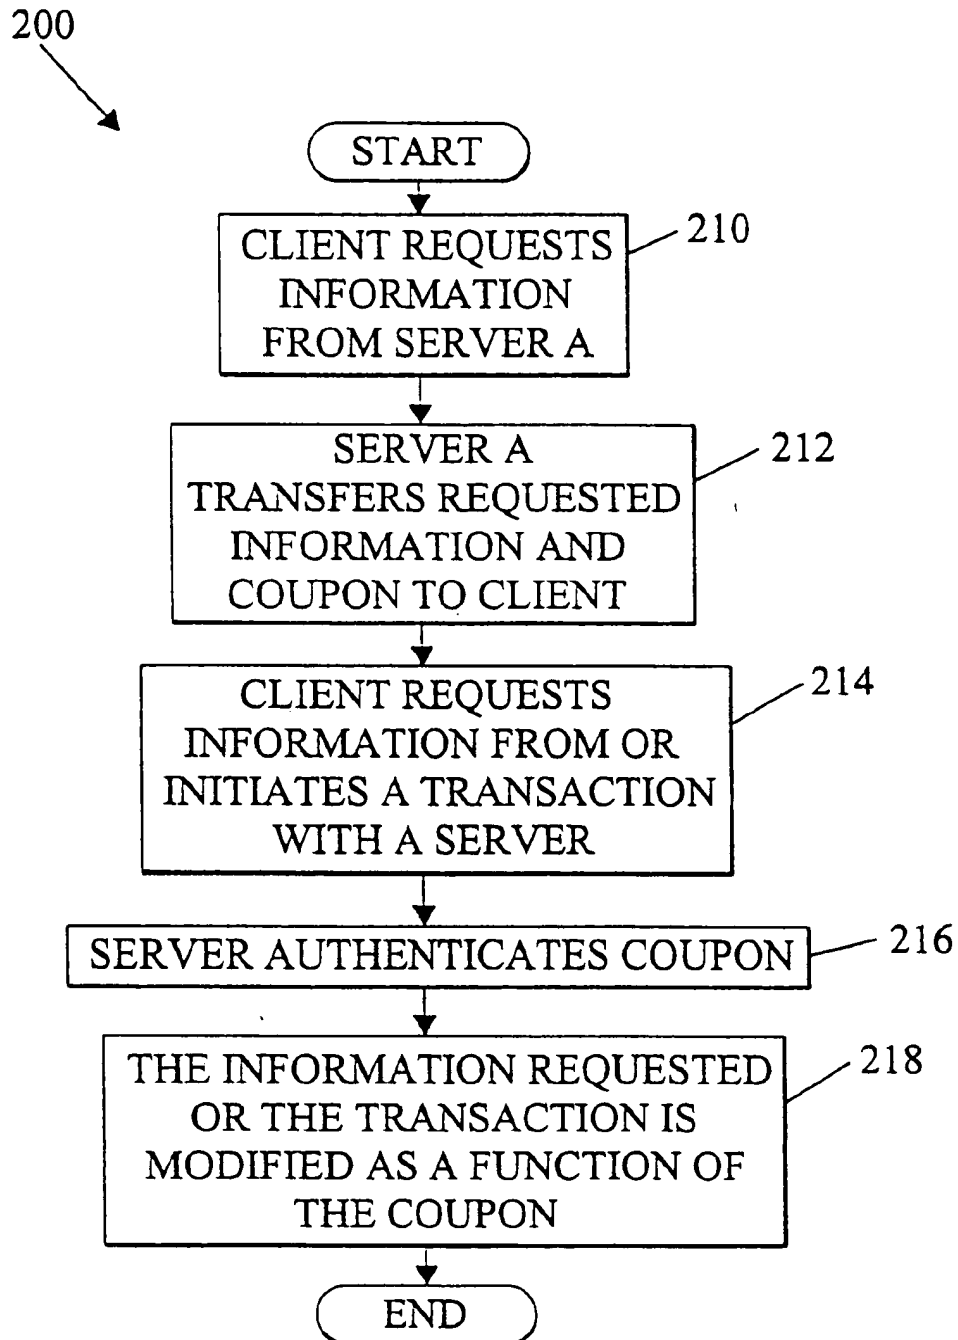 200
START
CLIENT REQUESTS
INFORMATION
FROM SERVER A
210
SERVER A
TRANSFERS REQUESTED
INFORMATION AND
COUPON TO CLIENT
212
CLIENT REQUESTS
INFORMATION FROM OR
INITIATES A TRANSACTION
WITH A SERVER
214
SERVER AUTHENTICATES COUPON
216
THE INFORMATION REQUESTED
OR THE TRANSACTION IS
MODIFIED AS A FUNCTION OF
THE COUPON
218
END